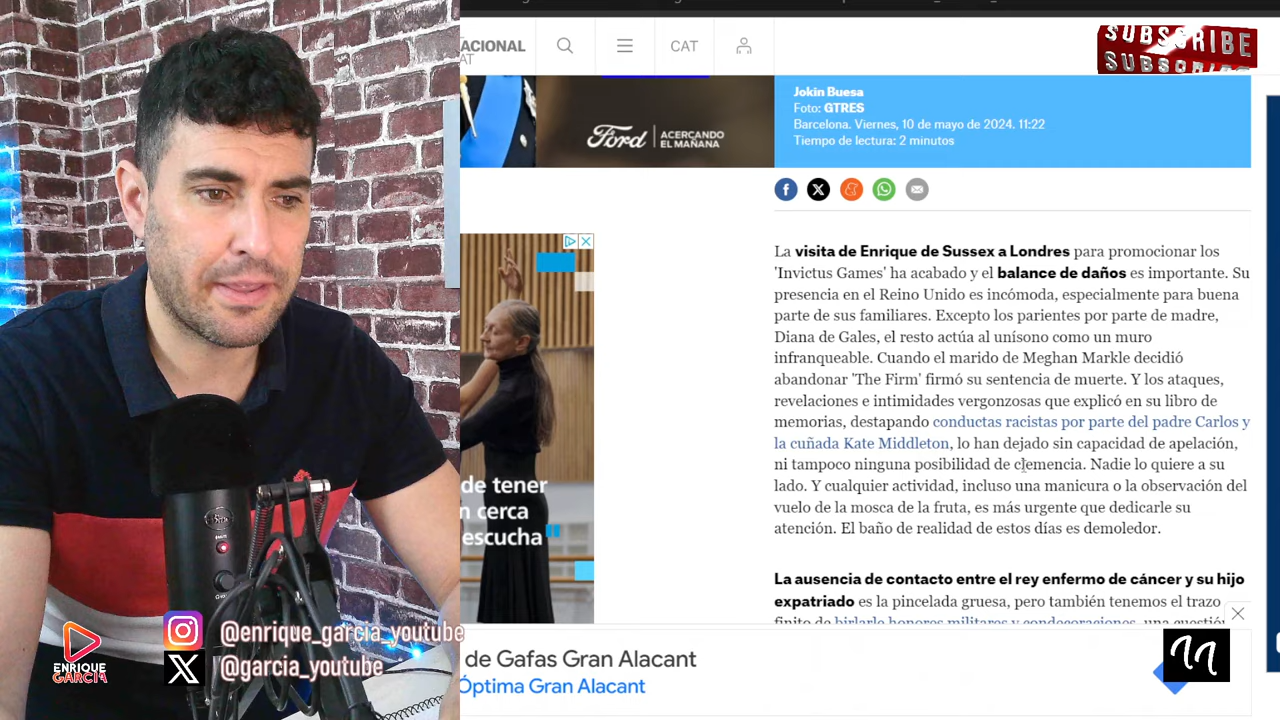 ACIONAL
AT
CAT
SUBSCRIBE
SUBSCRIBE
Ford
ACERCANDO
EL MAÑANA
Jokin Buesa
Foto: GTRES
Barcelona. Viernes, 10 de mayo de 2024. 11:22
Tiempo de lectura: 2 minutos
La visita de Enrique de Sussex a Londres para promocionar los
'Invictus Games' ha acabado y el balance de daños es importante. Su
presencia en el Reino Unido es incómoda, especialmente para buena
parte de sus familiares. Excepto los parientes por parte de madre,
Diana de Gales, el resto actúa al unísono como un muro
infranqueable. Cuando el marido de Meghan Markle decidió
abandonar 'The Firm' firmó su sentencia de muerte. Y los ataques,
revelaciones e intimidades vergonzosas que explicó en su libro de
memorias, destapando conductas racistas por parte del padre Carlos y
la cuñada Kate Middleton, lo han dejado sin capacidad de apelación,
ni tampoco ninguna posibilidad de clemencia. Nadie lo quiere a su
lado. Y cualquier actividad, incluso una manicura o la observación del
vuelo de la mosca de la fruta, es más urgente que dedicarle su
atención. El baño de realidad de estos días es demoledor.
La ausencia de contacto entre el rey enfermo de cáncer y su hijo
expatriado es la pincelada gruesa, pero también tenemos el trazo
finito de birlarle honores militares y condecoraciones, una cuestión
de tener
n cerca
escucha"
de Gafas Gran Alacant
Óptima Gran Alacant
ENRIQUE
GARCIA
@enrique_garcia_youtube
@garcia_youtube